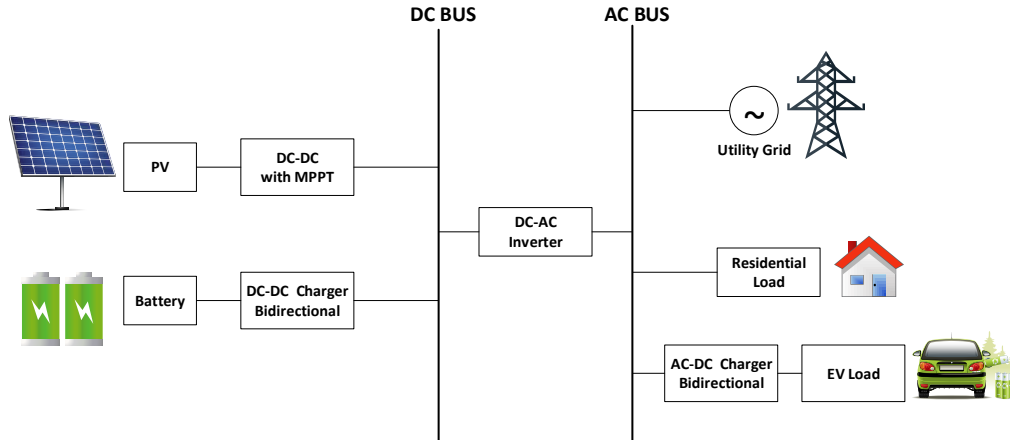 DC BUS
AC BUS
~
Utility Grid
PV
DC-DC
with MPPT
DC-AC
Inverter
Residential
Load
Battery
DC-DC Charger
Bidirectional
AC-DC Charger
Bidirectional
EV Load